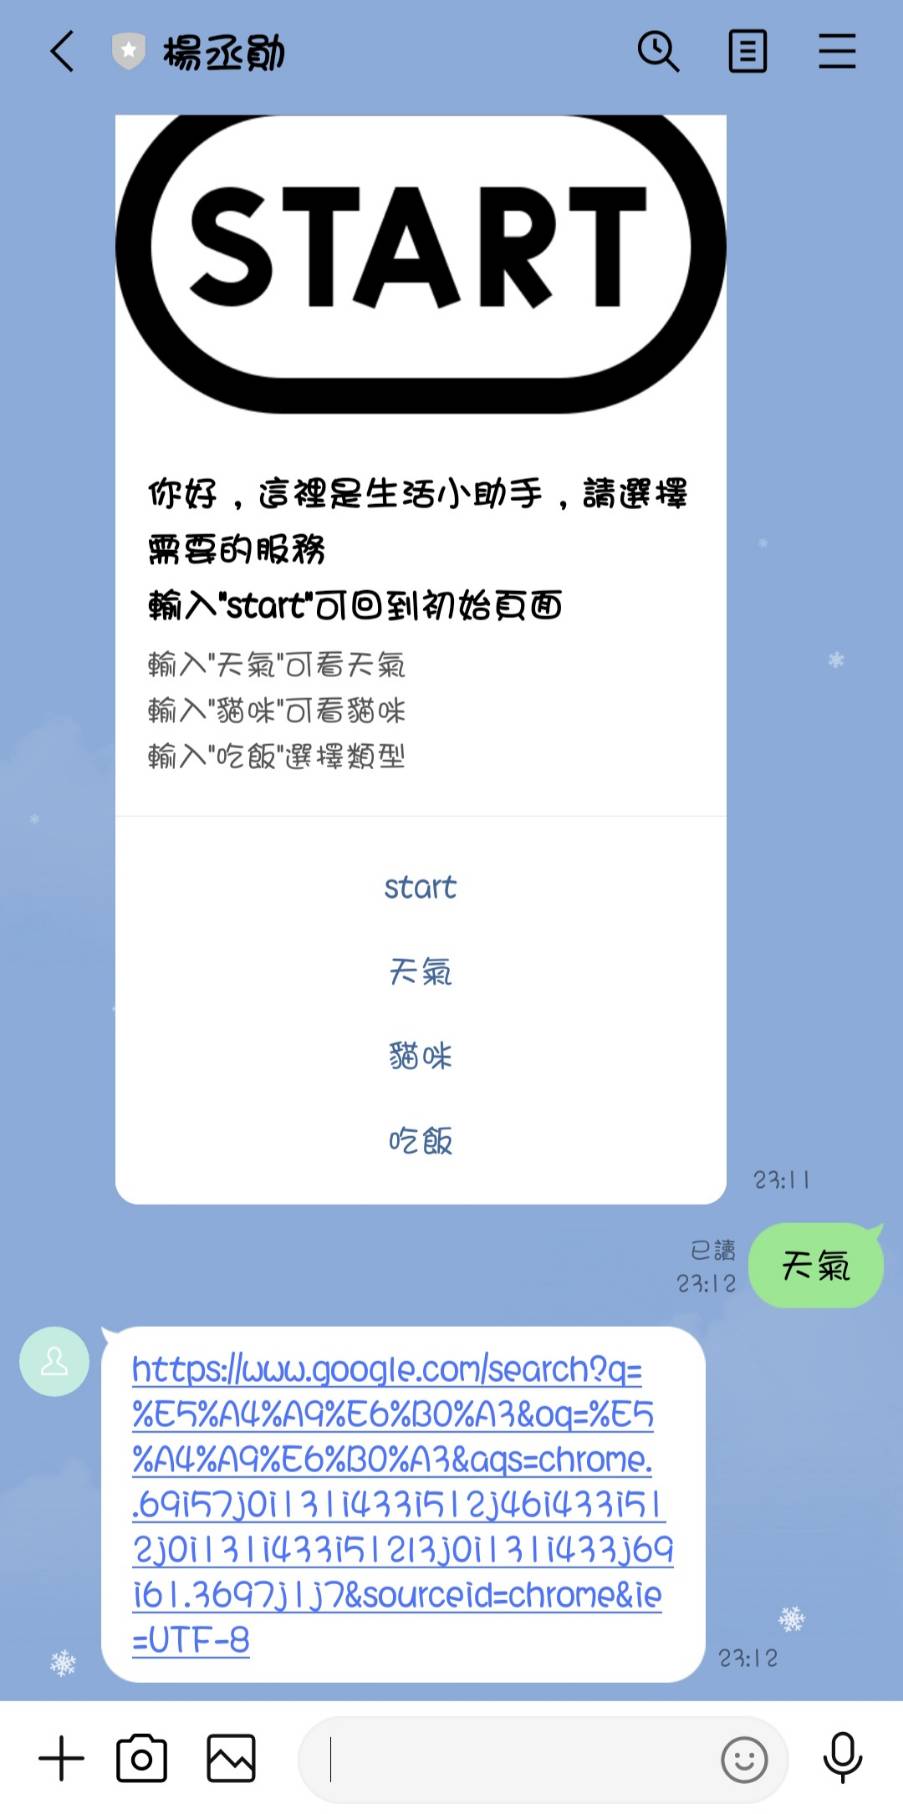 楊丞勛
START
你好，這裡是生活小助手，請選擇
需要的服務
輸入"start"可回到初始頁面
輸入"天氣"可看天氣
輸入"貓咪"可看貓咪
輸入"吃飯"選擇類型
start
天氣
貓咪
吃飯
23:11
已讀
23:12
天氣
https://www.google.com/search?q=
%E5%A4%A9%E6%B0%A3&oq=%E5
%A4%A9%E6%B0%A3&aqs=chrome.
.69i57j0i131i433i512j46i433i51
2j0i131i433i512l3j0i131i433j69
i61.3697j1j7&sourceid=chrome&ie
=UTF-8
23:12